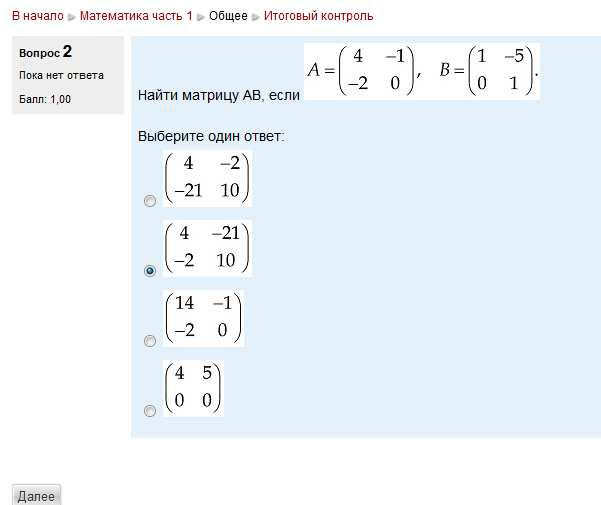 В начало ▶ Математика часть 1 ▶ Общее ▶ Итоговый контроль
Вопрос 2
Пока нет ответа
Балл: 1,00
Найти матрицу AB, если A = ( 4 −1 ; −2 0 ), B = ( 1 −5 ; 0 1 ).
Выберите один ответ:
4 −2
−21 10
4 −21
−2 10
14 −1
−2 0
4 5
0 0
Далее